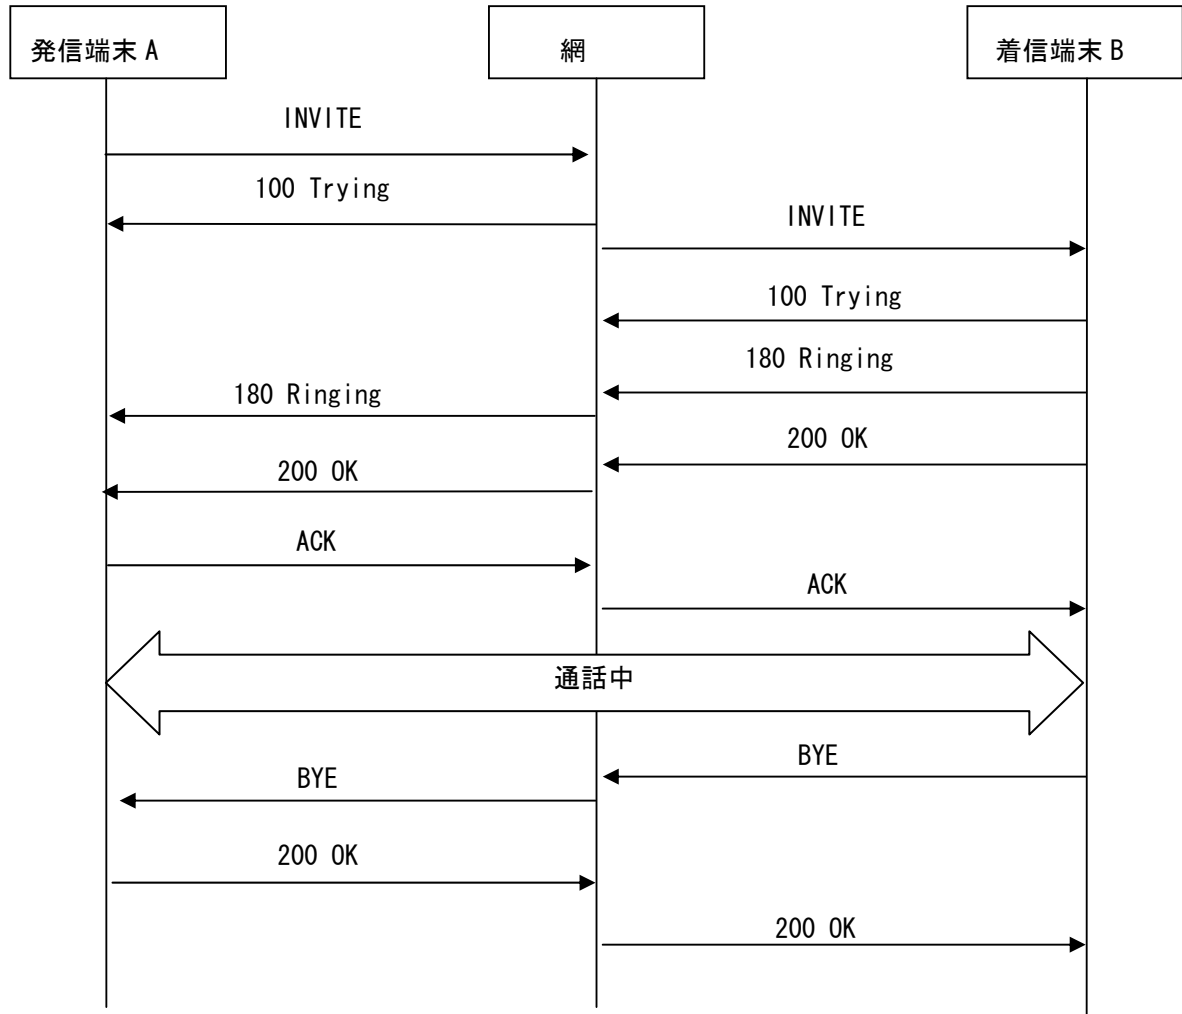 発信端末 A
網
着信端末 B
INVITE
100 Trying
INVITE
100 Trying
180 Ringing
180 Ringing
200 OK
200 OK
ACK
ACK
通話中
BYE
BYE
200 OK
200 OK